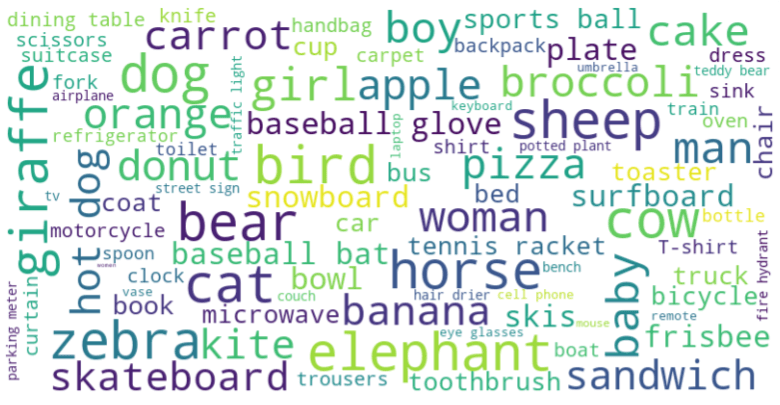 dining table
knife
carrot
handbag
boy
sports ball
cake
scissors
cup
backpack
plate
suitcase
carpet
dress
giraffe
fork
dog
girl
apple
umbrella
broccoli
teddy bear
airplane
traffic light
keyboard
sheep
sink
orange
baseball glove
train
chair
refrigerator
laptop
oven
toilet
shirt
potted plant
man
hot dog
donut
bird
pizza
tv
street sign
bus
toaster
coat
snowboard
bed
surfboard
bear
woman
cow
bottle
motorcycle
car
baseball bat
tennis racket
T-shirt
fire hydrant
spoon
horse
bench
woman
clock
cat
bowl
baby
truck
curtain
parking meter
vase
couch
hair drier
cell phone
bicycle
book
microwave
banana
skis
remote
mouse
zebra
kite
eye glasses
frisbee
elephant
boat
skateboard
trousers
toothbrush
sandwich